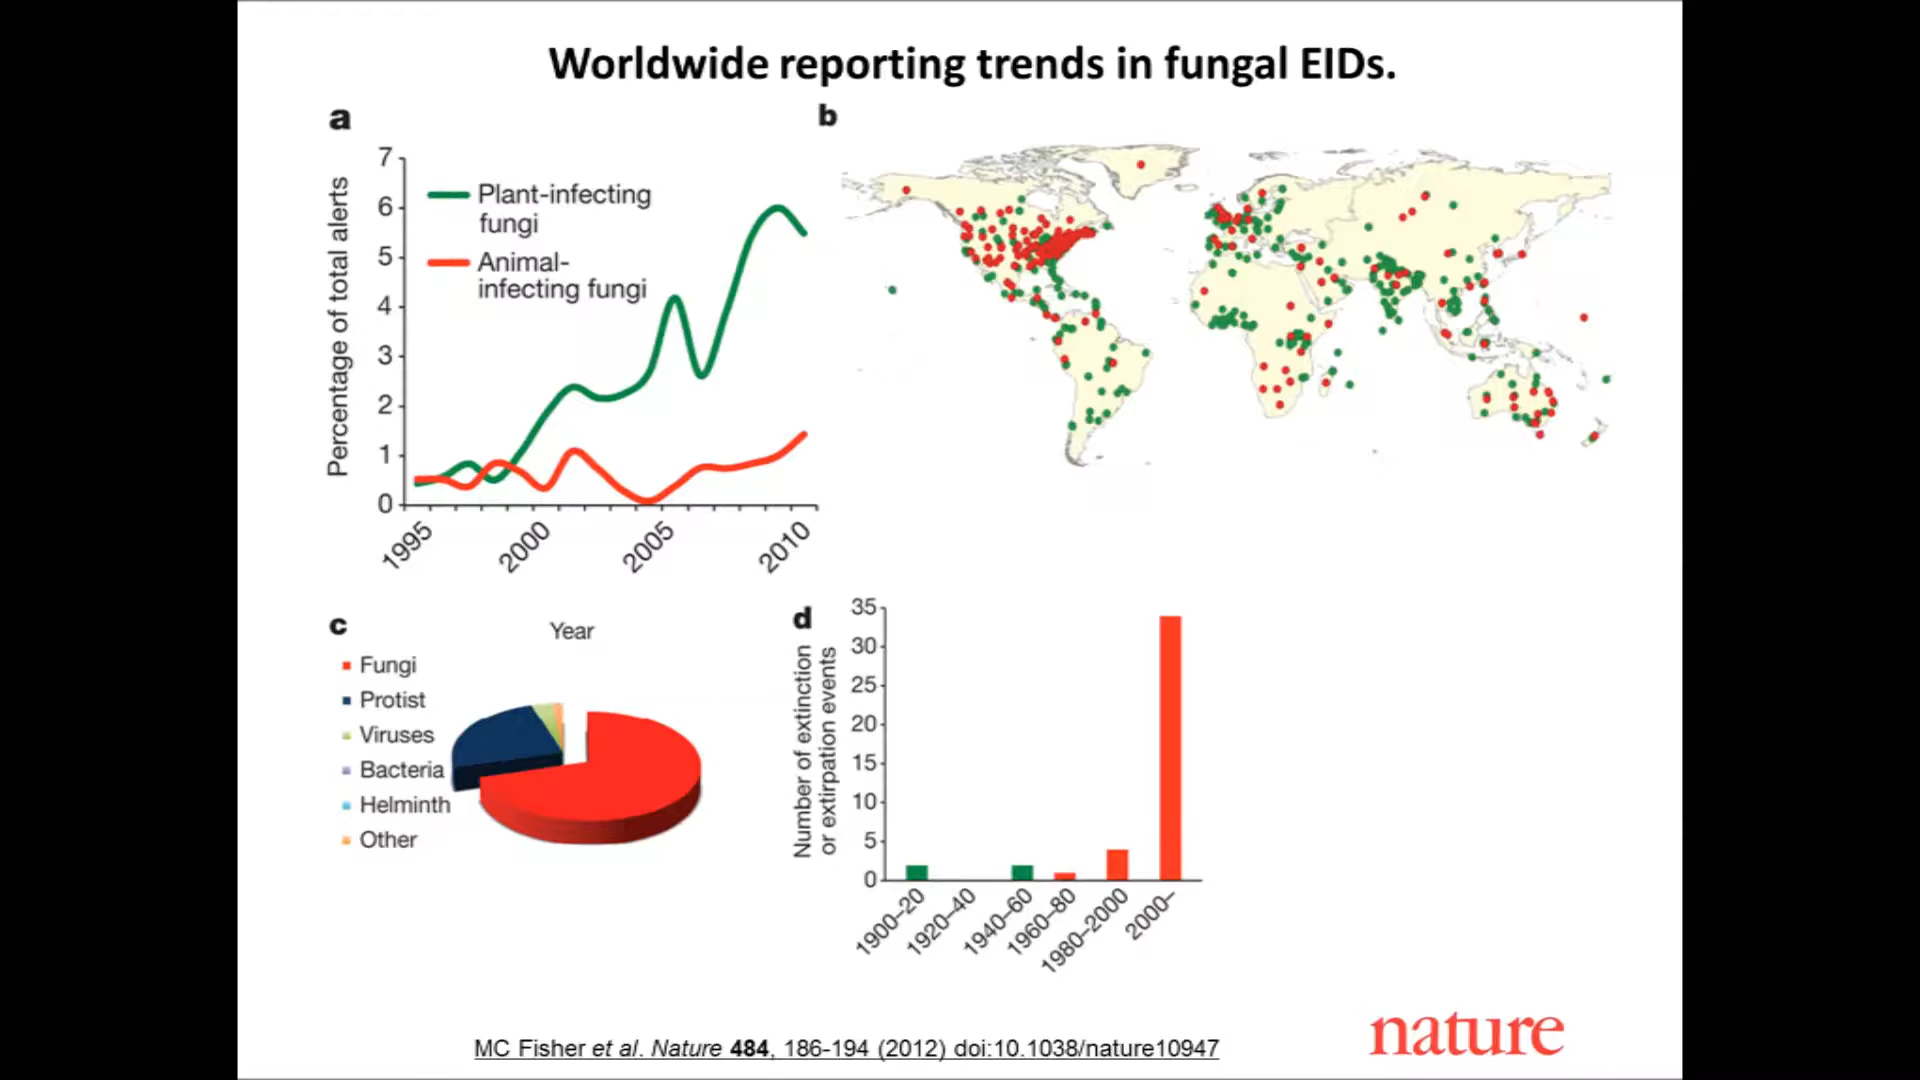 Worldwide reporting trends in fungal EIDs.
a
Percentage of total alerts
7
6
5
4
3
2
1
0
Plant-infecting
fungi
Animal-
infecting fungi
1995
2000
2005
2010
Year
b
c
Fungi
Protist
Viruses
Bacteria
Helminth
Other
d
Number of extinction
or extirpation events
35
30
25
20
15
10
5
0
1900–20
1920–40
1940–60
1960–80
1980–2000
2000–
MC Fisher et al. Nature 484, 186-194 (2012) doi:10.1038/nature10947
nature